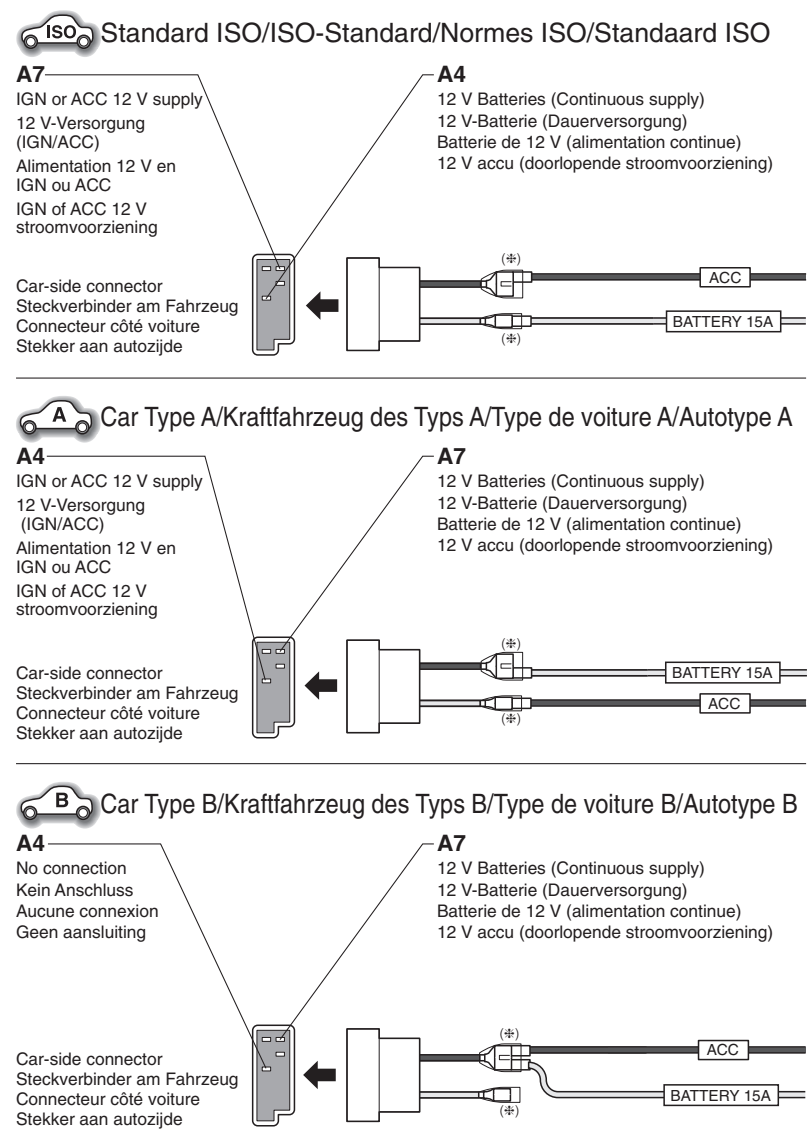 ISO Standard ISO/ISO-Standard/Normes ISO/Standaard ISO
A7
IGN or ACC 12 V supply
12 V-Versorgung
(IGN/ACC)
Alimentation 12 V en
IGN ou ACC
IGN of ACC 12 V
stroomvoorziening
A4
12 V Batteries (Continuous supply)
12 V-Batterie (Dauerversorgung)
Batterie de 12 V (alimentation continue)
12 V accu (doorlopende stroomvoorziening)
Car-side connector
Steckverbinder am Fahrzeug
Connecteur côté voiture
Stekker aan autozijde
(❉)
ACC
BATTERY 15A
(❉)
A Car Type A/Kraftfahrzeug des Typs A/Type de voiture A/Autotype A
A4
IGN or ACC 12 V supply
12 V-Versorgung
(IGN/ACC)
Alimentation 12 V en
IGN ou ACC
IGN of ACC 12 V
stroomvoorziening
A7
12 V Batteries (Continuous supply)
12 V-Batterie (Dauerversorgung)
Batterie de 12 V (alimentation continue)
12 V accu (doorlopende stroomvoorziening)
Car-side connector
Steckverbinder am Fahrzeug
Connecteur côté voiture
Stekker aan autozijde
(❉)
BATTERY 15A
ACC
(❉)
B Car Type B/Kraftfahrzeug des Typs B/Type de voiture B/Autotype B
A4
No connection
Kein Anschluss
Aucune connexion
Geen aansluiting
A7
12 V Batteries (Continuous supply)
12 V-Batterie (Dauerversorgung)
Batterie de 12 V (alimentation continue)
12 V accu (doorlopende stroomvoorziening)
Car-side connector
Steckverbinder am Fahrzeug
Connecteur côté voiture
Stekker aan autozijde
(❉)
ACC
BATTERY 15A
(❉)